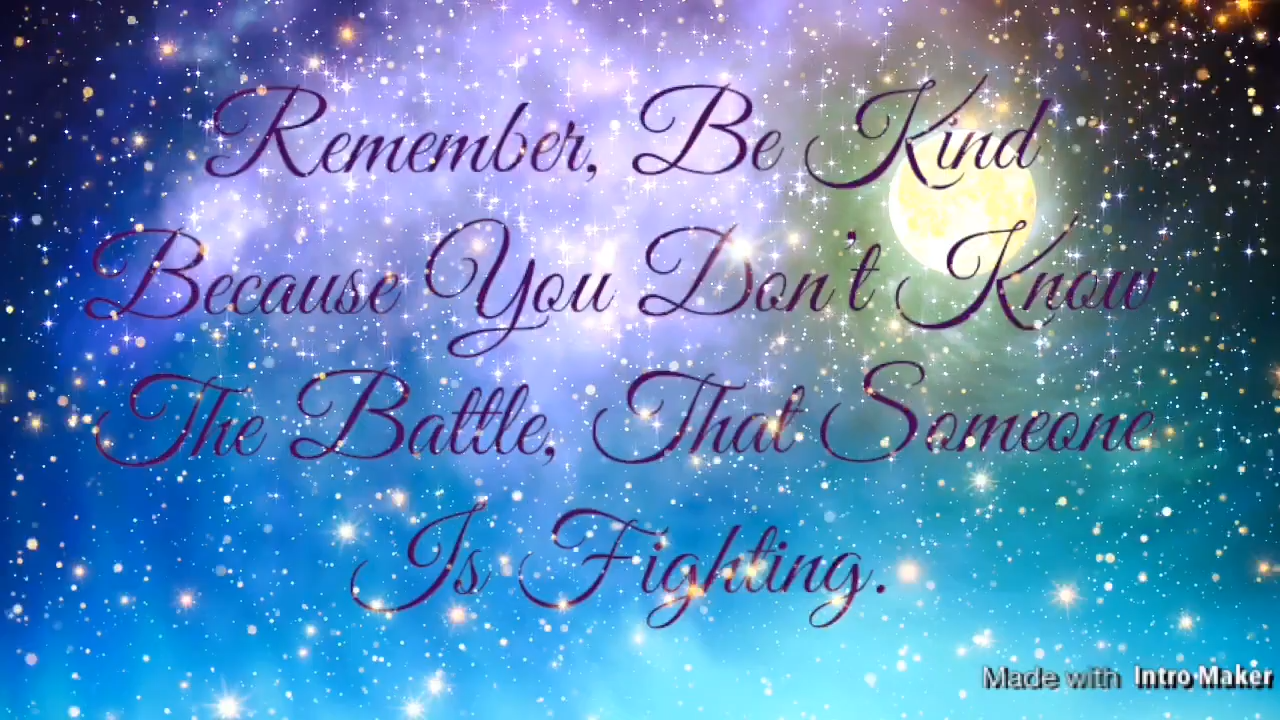 Remember, Be Kind
Because You Don't Know
The Battle, That Someone
Is Fighting.
Made with Intro Maker